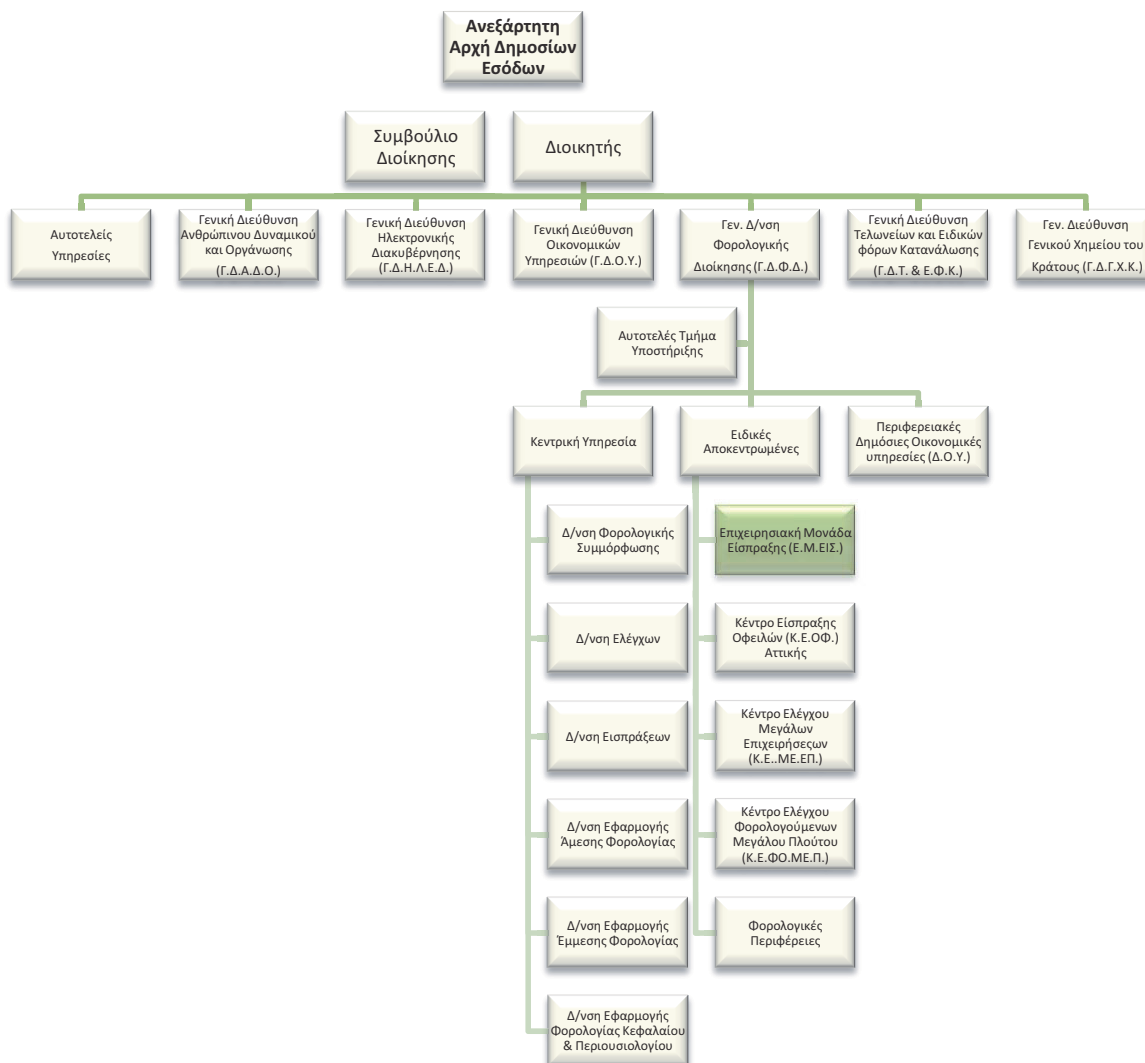 Ανεξάρτητη
Αρχή Δημοσίων
Εσόδων
Συμβούλιο
Διοίκησης
Διοικητής
Αυτοτελείς
Υπηρεσίες
Γενική Διεύθυνση
Ανθρώπινου Δυναμικού
και Οργάνωσης
(Γ.Δ.Α.Δ.Ο.)
Γενική Διεύθυνση
Ηλεκτρονικής
Διακυβέρνησης
(Γ.Δ.Η.Λ.Ε.Δ.)
Γενική Διεύθυνση
Οικονομικών
Υπηρεσιών (Γ.Δ.Ο.Υ.)
Γεν. Δ/νση
Φορολογικής
Διοίκησης (Γ.Δ.Φ.Δ.)
Γενική Διεύθυνση
Τελωνείων και Ειδικών
φόρων Κατανάλωσης
(Γ.Δ.Τ. & Ε.Φ.Κ.)
Γεν. Διεύθυνση
Γενικού Χημείου του
Κράτους (Γ.Δ.Γ.Χ.Κ.)
Αυτοτελές Τμήμα
Υποστήριξης
Κεντρική Υπηρεσία
Ειδικές
Αποκεντρωμένες
Περιφερειακές
Δημόσιες Οικονομικές
υπηρεσίες (Δ.Ο.Υ.)
Δ/νση Φορολογικής
Συμμόρφωσης
Δ/νση Ελέγχων
Δ/νση Εισπράξεων
Δ/νση Εφαρμογής
Άμεσης Φορολογίας
Δ/νση Εφαρμογής
Έμμεσης Φορολογίας
Δ/νση Εφαρμογής
Φορολογίας Κεφαλαίου
& Περιουσιολογίου
Επιχειρησιακή Μονάδα
Είσπραξης (Ε.Μ.ΕΙΣ.)
Κέντρο Είσπραξης
Οφειλών (Κ.Ε.ΟΦ.)
Αττικής
Κέντρο Ελέγχου
Μεγάλων
Επιχειρήσεςων
(Κ.Ε..ΜΕ.ΕΠ.)
Κέντρο Ελέγχου
Φορολογούμενων
Μεγάλου Πλούτου
(Κ.Ε.ΦΟ.ΜΕ.Π.)
Φορολογικές
Περιφέρειες